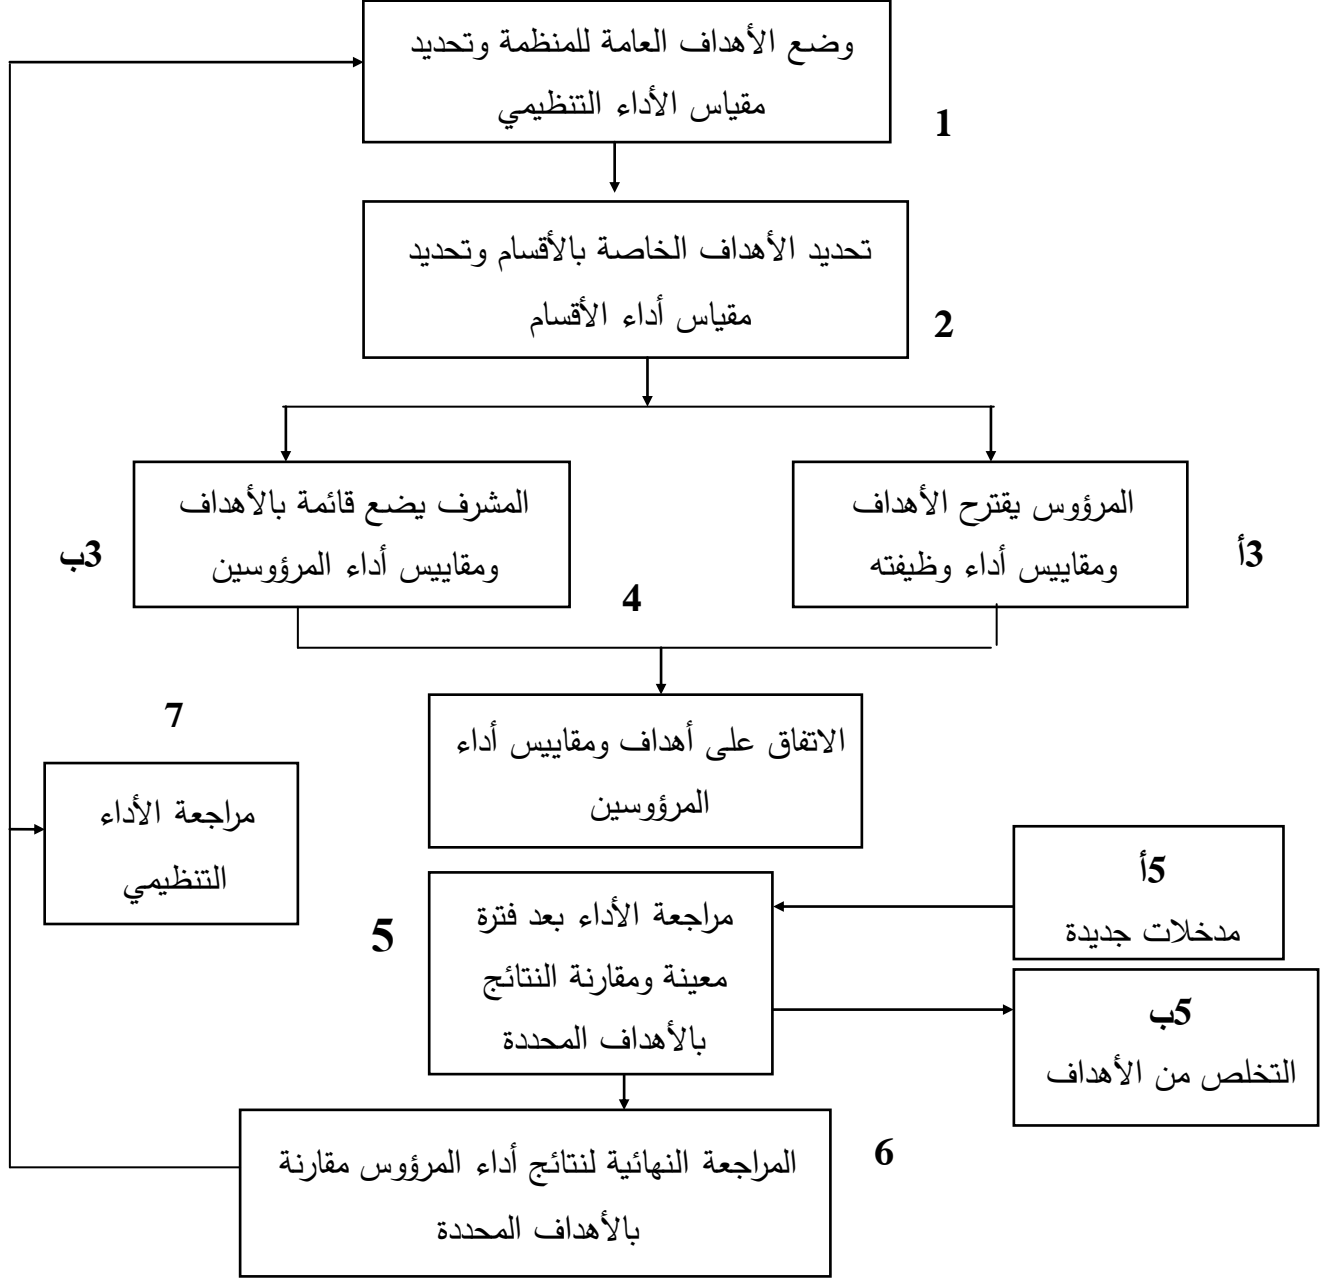 وضع الأهداف العامة للمنظمة وتحديد
مقياس الأداء التنظيمي
1
تحديد الأهداف الخاصة بالأقسام وتحديد
مقياس أداء الأقسام
2
المرؤوس يقترح الأهداف
ومقاييس أداء وظيفته
3أ
المشرف يضع قائمة بالأهداف
ومقاييس أداء المرؤوسين
3ب
4
الاتفاق على أهداف ومقاييس أداء
المرؤوسين
7
مراجعة الأداء
التنظيمي
5أ
مدخلات جديدة
5
مراجعة الأداء بعد فترة
معينة ومقارنة النتائج
بالأهداف المحددة
5ب
التخلص من الأهداف
6
المراجعة النهائية لنتائج أداء المرؤوس مقارنة
بالأهداف المحددة